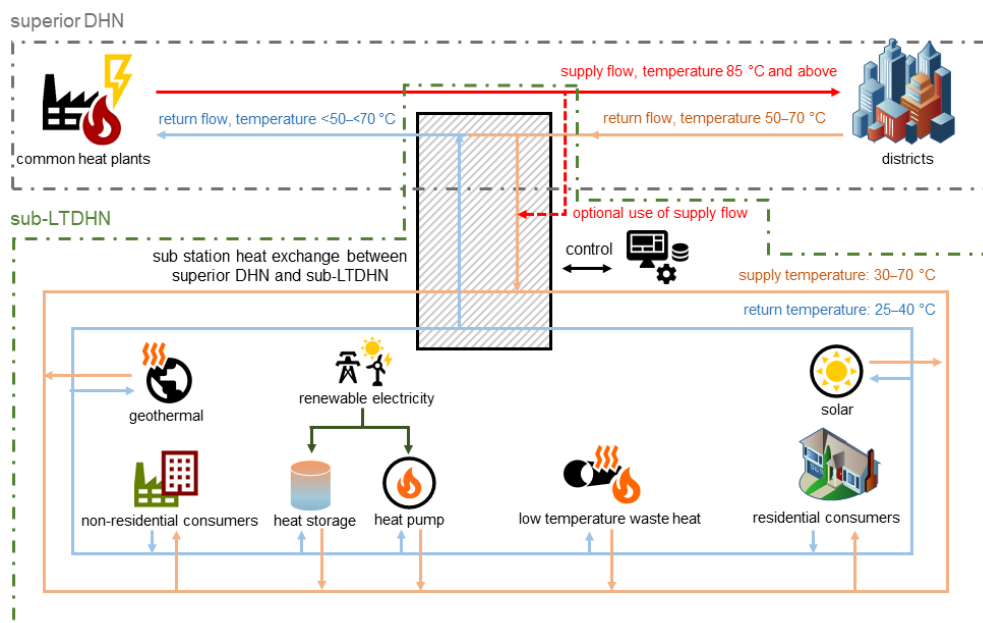 superior DHN
supply flow, temperature 85 °C and above
return flow, temperature <50–<70 °C
return flow, temperature 50–70 °C
common heat plants
districts
sub-LTDHN
optional use of supply flow
sub station heat exchange between
superior DHN and sub-LTDHN
control
supply temperature: 30–70 °C
return temperature: 25–40 °C
geothermal
renewable electricity
solar
non-residential consumers
heat storage
heat pump
low temperature waste heat
residential consumers